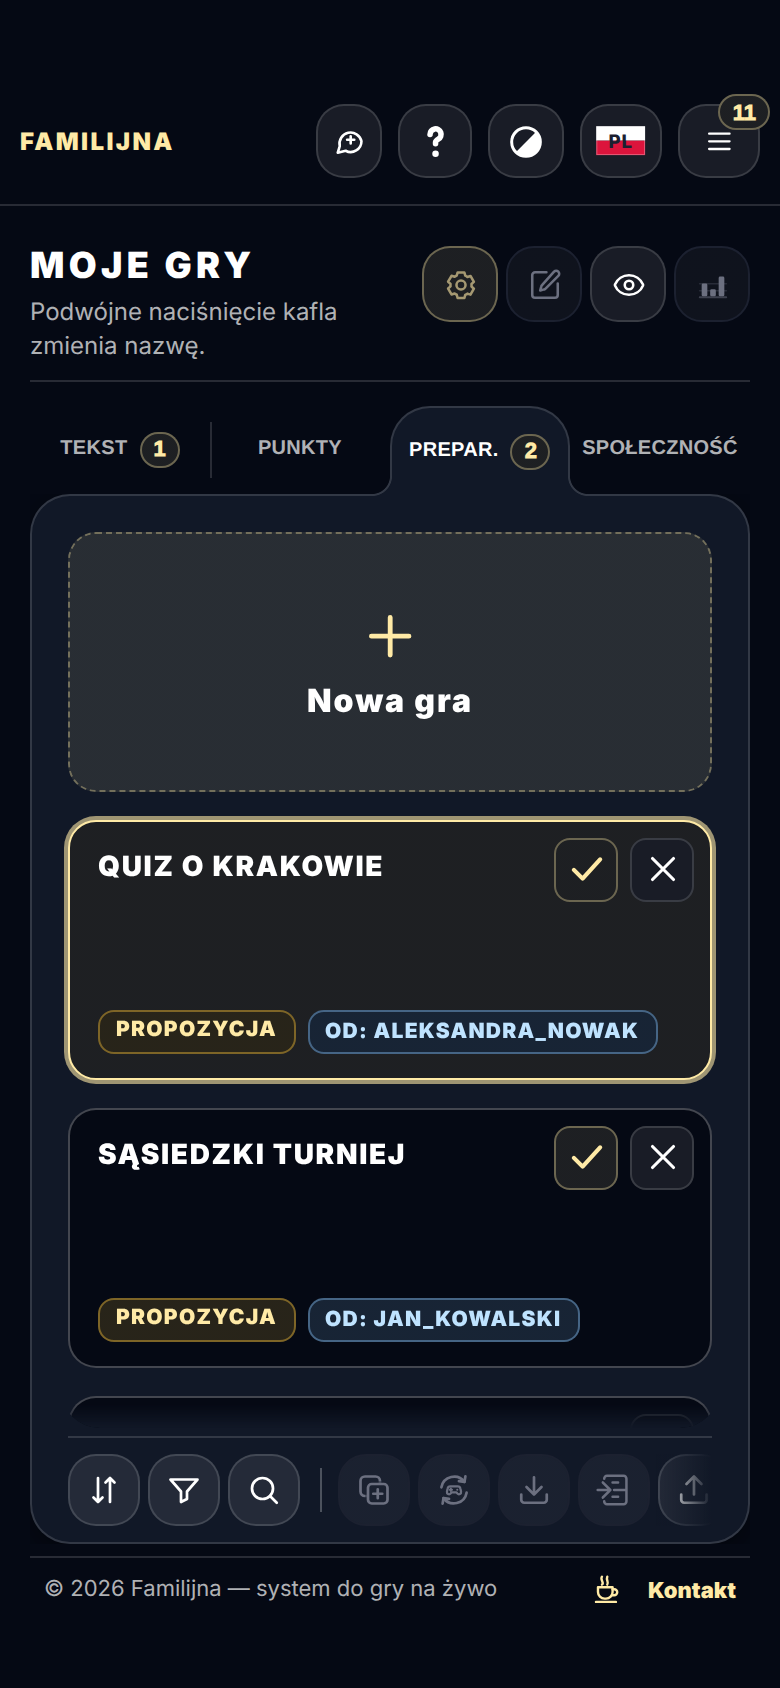 FAMILIJNA
?
PL
11
MOJE GRY
Podwójne naciśnięcie kafla
zmienia nazwę.
TEKST 1
PUNKTY
PREPAR. 2
SPOŁECZNOŚĆ
Nowa gra
QUIZ O KRAKOWIE
PROPOZYCJA
OD: ALEKSANDRA_NOWAK
SĄSIEDZKI TURNIEJ
PROPOZYCJA
OD: JAN_KOWALSKI
© 2026 Familijna — system do gry na żywo
Kontakt